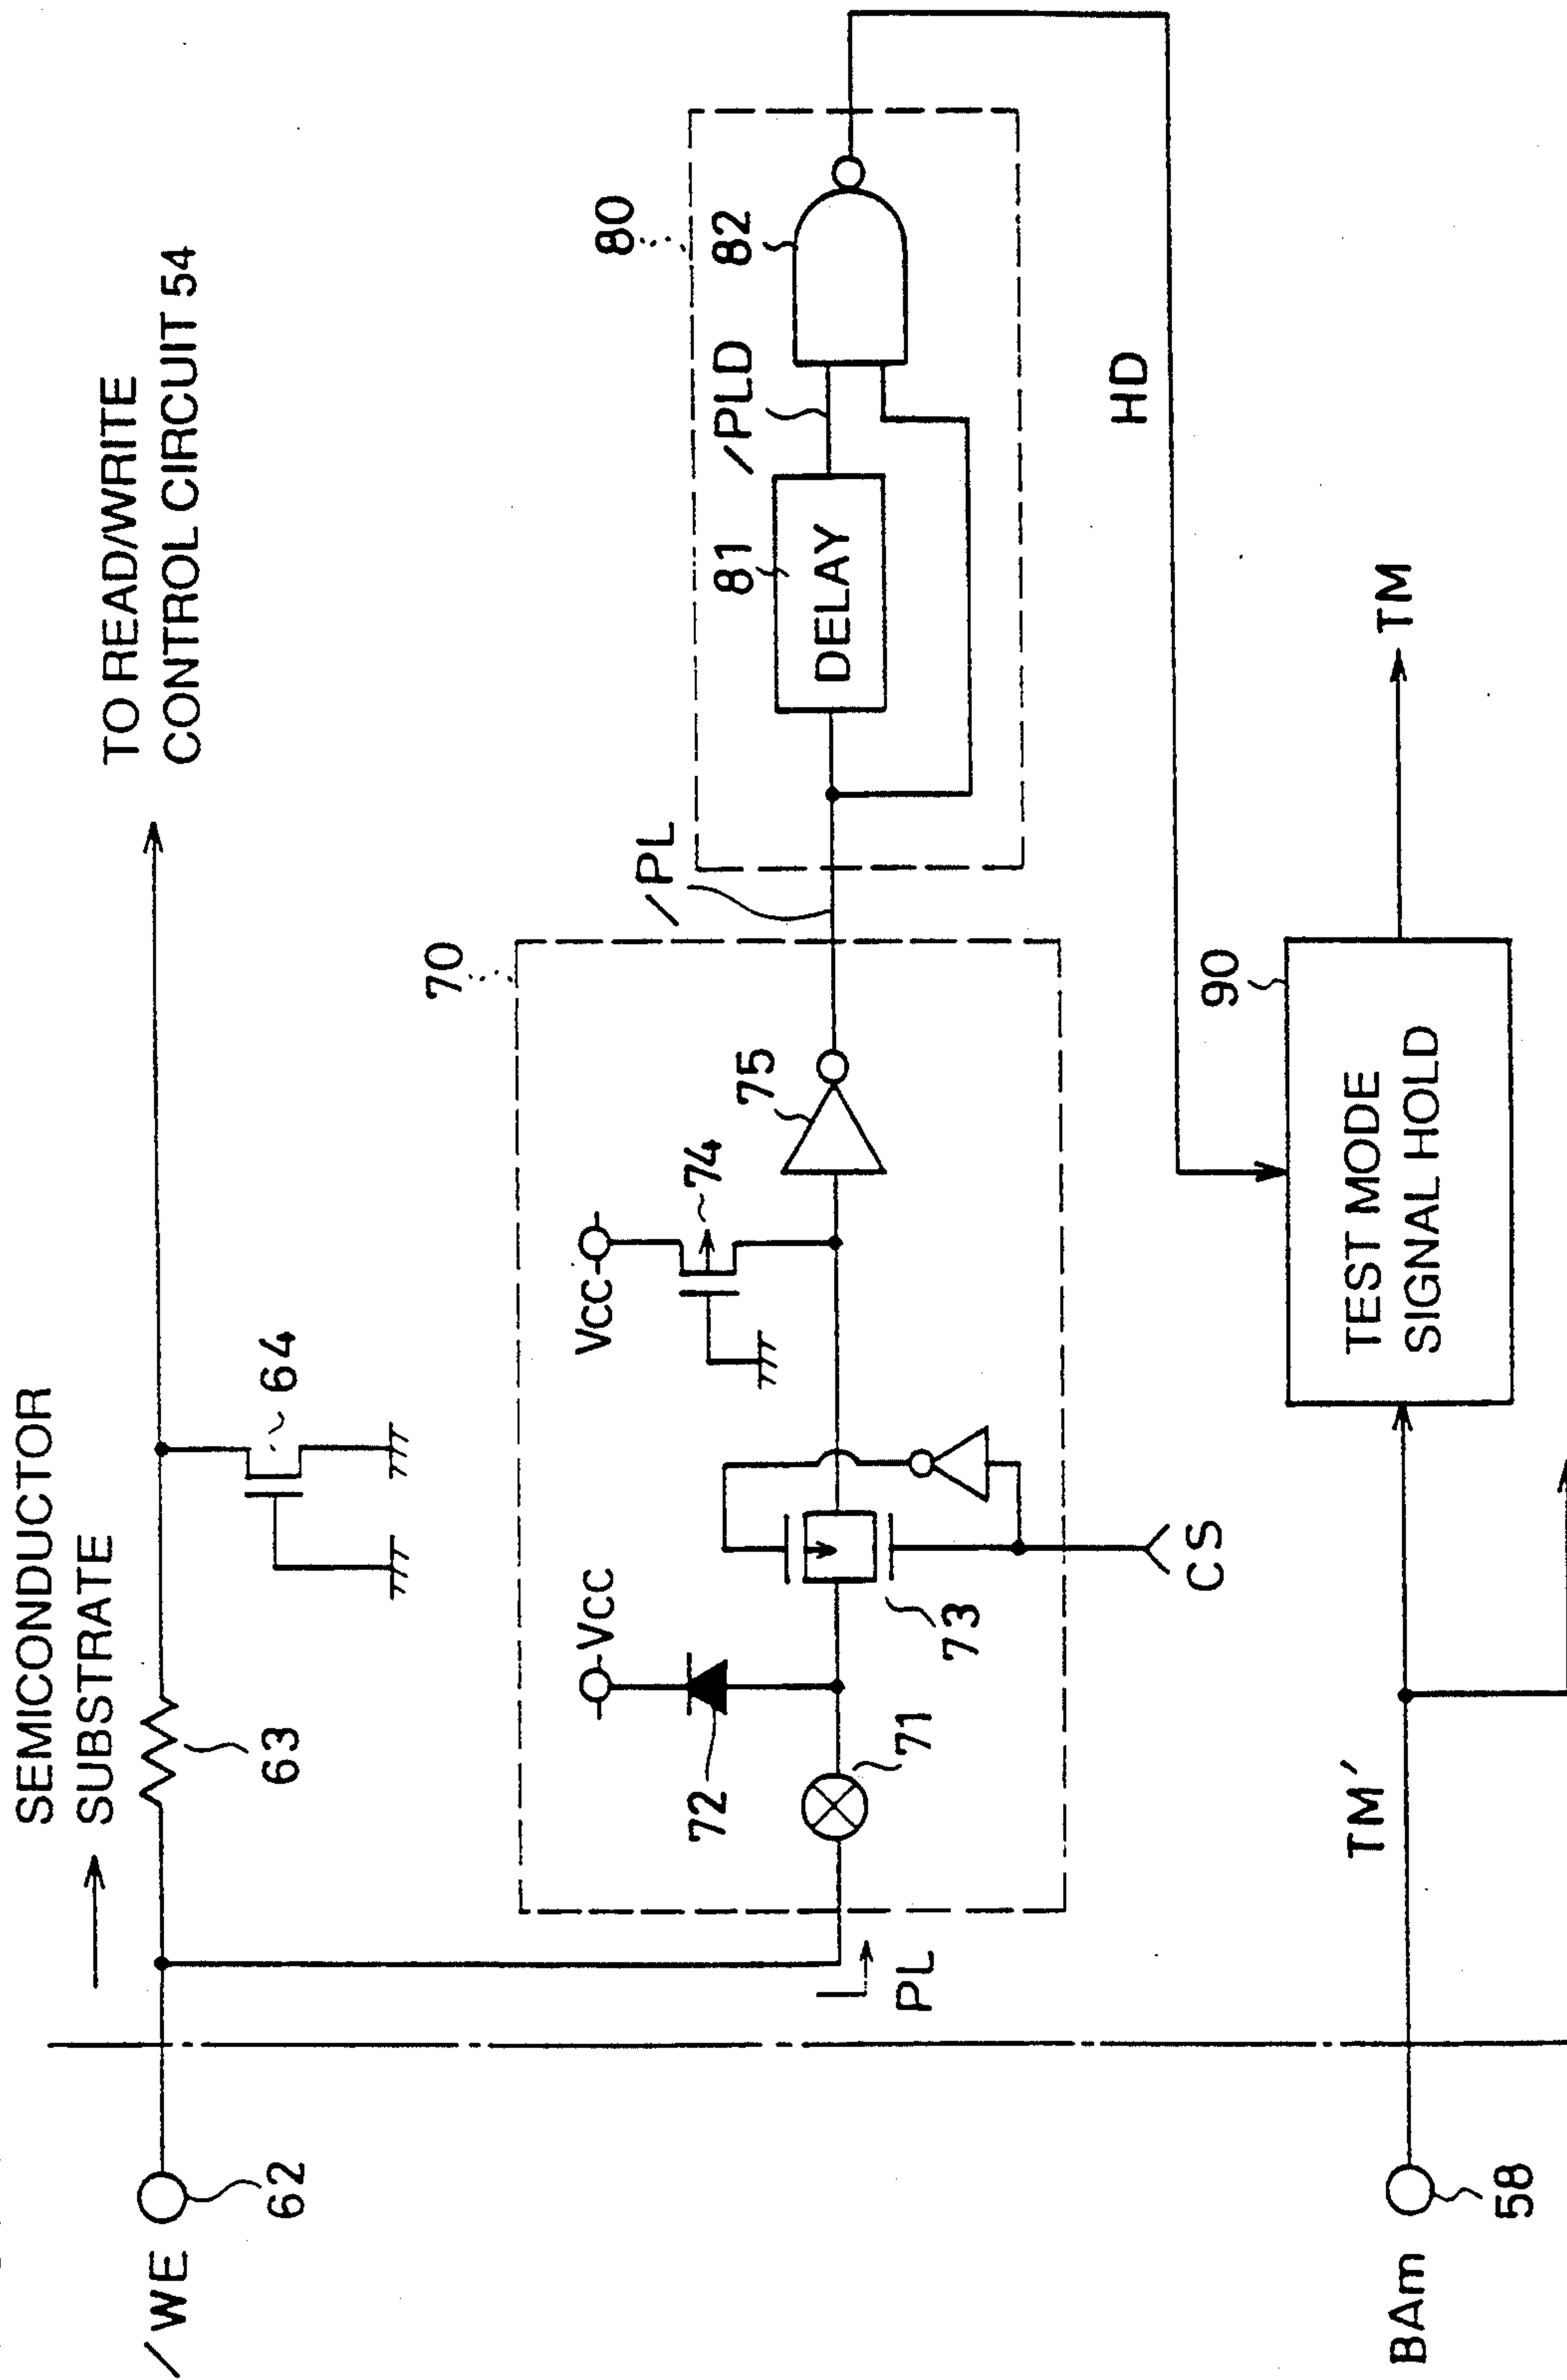 SEMICONDUCTOR
SUBSTRATE
TO READ/WRITE
CONTROL CIRCUIT 54
/WE
62
63
64
70
80
PL
71
72
VCC
73
CS
VCC
74
75
/PL
81
DELAY
/PLD
82
HD
BAm
58
TM′
90
TEST MODE
SIGNAL HOLD
TM